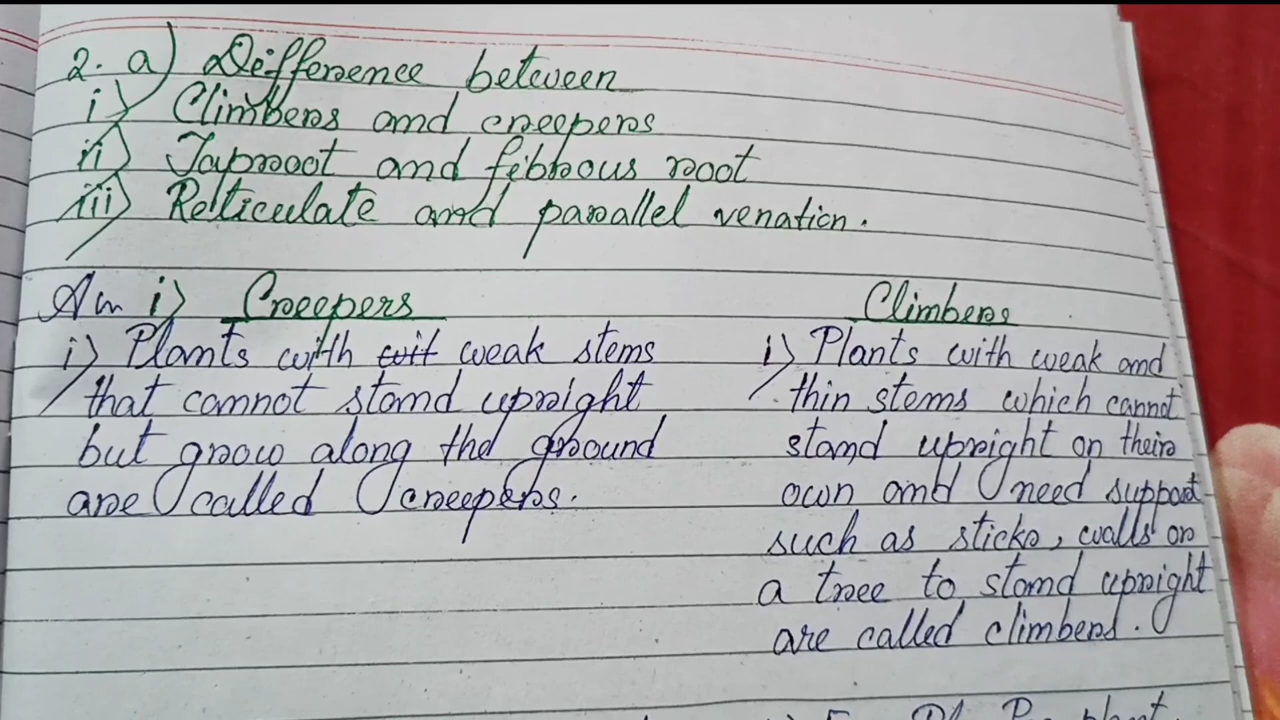 2. a) Difference between
i) Climbers and creepers
ii) Taproot and fibrous root
iii) Relticulate and parallel venation.
Ans i) Creepers
i) Plants with wit weak stems
that cannot stand upright
but grow along the ground
are called creepers.
Climbers
i) Plants with weak and
thin stems which cannot
stand upright on their
own and need support
such as sticks, walls or
a tree to stand upright
are called climbers.